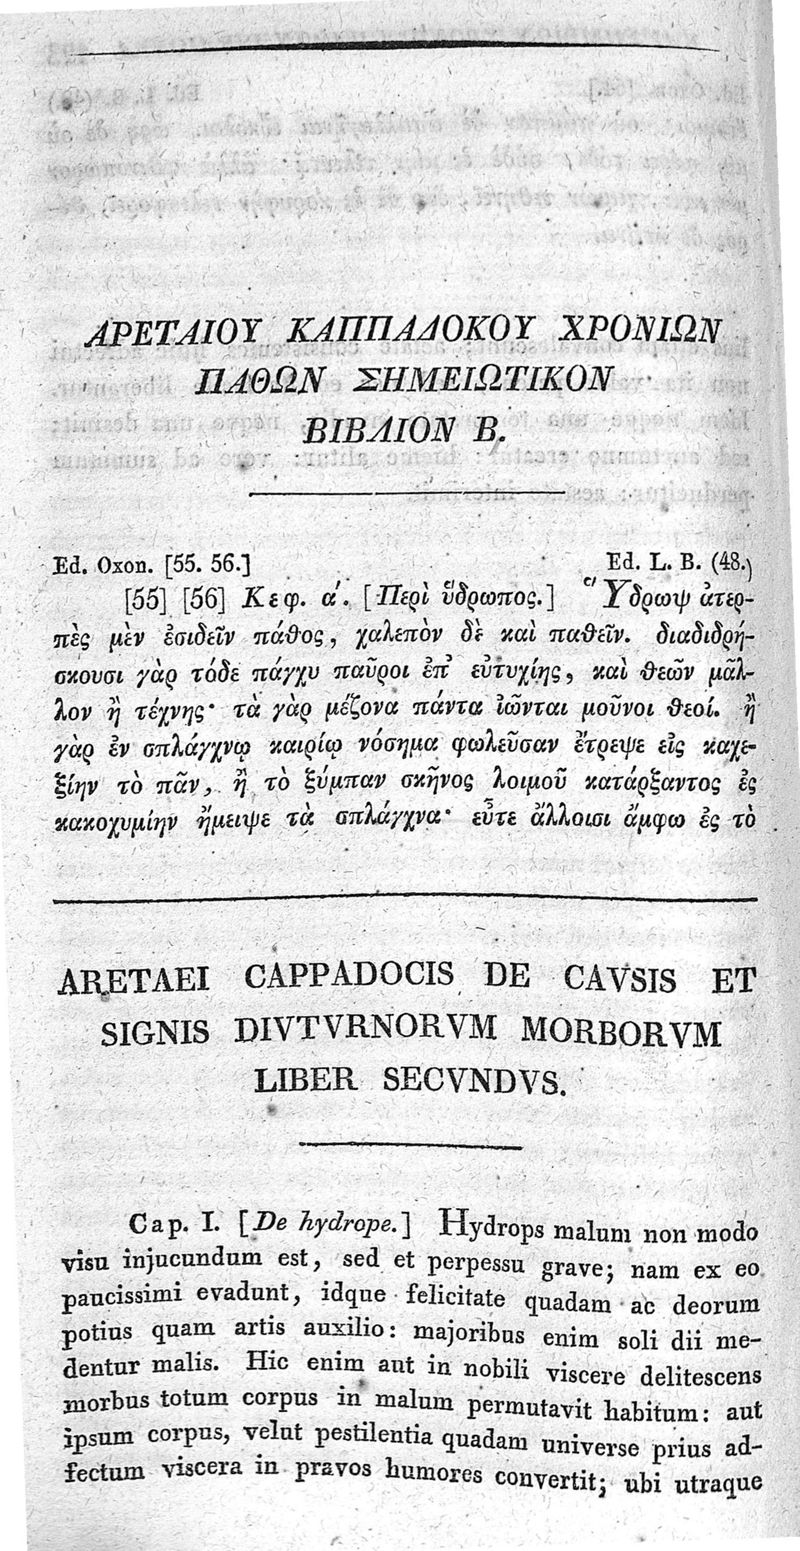 ΑΡΕΤΑΙΟΥ ΚΑΠΠΑΔΟΚΟΥ ΧΡΟΝΙΩΝ
ΠΑΘΩΝ ΣΗΜΕΙΩΤΙΚΟΝ
ΒΙΒΛΙΟΝ Β.
Ed. Oxon. [55. 56.] Ed. L. B. (48.)
[55] [56] Κεφ. α΄. [Περὶ ὕδρωπος.] Ὕδρωψ ἀτερ-
πὲς μὲν ἐσιδεῖν πάθος, χαλεπὸν δὲ καὶ παθεῖν. διαδιδρή-
σκουσι γὰρ τόδε πάγχυ παῦροι ἐπ᾽ εὐτυχίης, καὶ θεῶν μᾶλ-
λον ἢ τέχνης· τὰ γὰρ μέζονα πάντα ἰῶνται μοῦνοι θεοί. ἢ
γὰρ ἐν σπλάγχνῳ καιρίῳ νόσημα φωλεῦσαν ἔτρεψε εἰς καχε-
ξίην τὸ πᾶν, ἢ τὸ ξύμπαν σκῆνος λοιμοῦ κατάρξαντος ἐς
κακοχυμίην ἤμειψε τὰ σπλάγχνα· εὖτε ἄλλοισι ἄμφω ἐς τὸ
ARETAEI CAPPADOCIS DE CAVSIS ET
SIGNIS DIVTVRNORVM MORBORVM
LIBER SECVNDVS.
Cap. I. [De hydrope.] Hydrops malum non modo
visu injucundum est, sed et perpessu grave; nam ex eo
paucissimi evadunt, idque felicitate quadam ac deorum
potius quam artis auxilio: majoribus enim soli dii me-
dentur malis. Hic enim aut in nobili viscere delitescens
morbus totum corpus in malum permutavit habitum: aut
ipsum corpus, velut pestilentia quadam universe prius ad-
fectum viscera in pravos humores convertit; ubi utraque